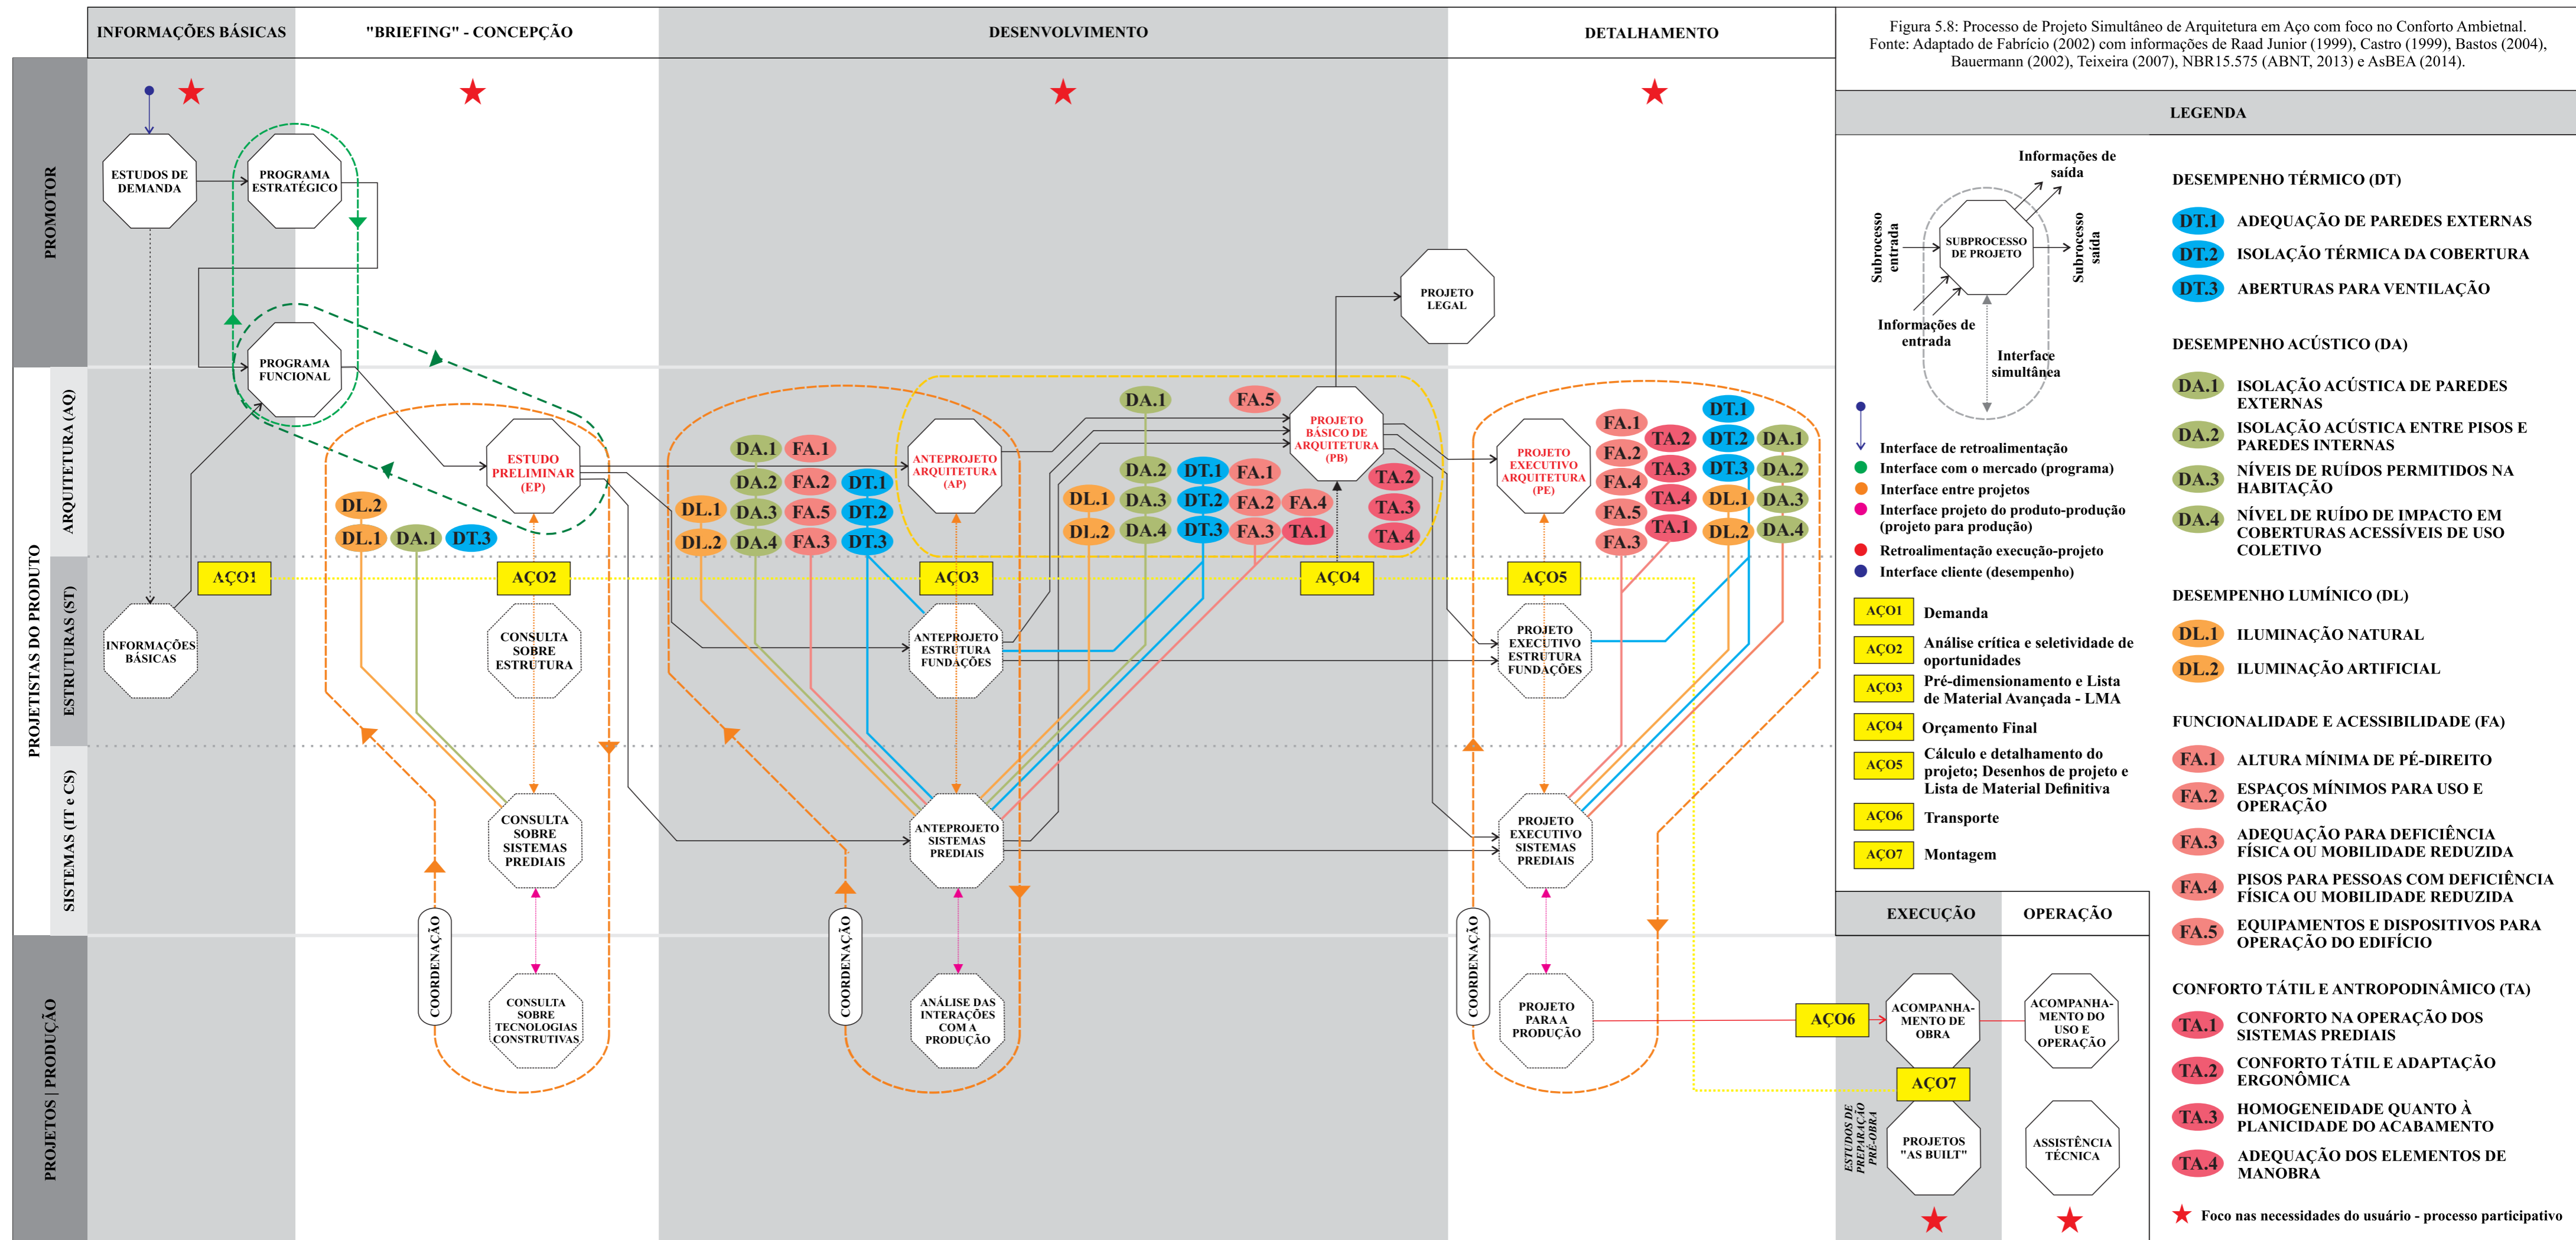 INFORMAÇÕES BÁSICAS
"BRIEFING" - CONCEPÇÃO
DESENVOLVIMENTO
DETALHAMENTO
Figura 5.8: Processo de Projeto Simultâneo de Arquitetura em Aço com foco no Conforto Ambietnal.
Fonte: Adaptado de Fabrício (2002) com informações de Raad Junior (1999), Castro (1999), Bastos (2004),
Bauermann (2002), Teixeira (2007), NBR15.575 (ABNT, 2013) e AsBEA (2014).
PROMOTOR
ESTUDOS DE
DEMANDA
PROGRAMA
ESTRATÉGICO
PROGRAMA
FUNCIONAL
PROJETO
LEGAL
PROJETISTAS DO PRODUTO
ARQUITETURA (AQ)
ESTUDO
PRELIMINAR
(EP)
DL.2
DL.1
DA.1
DT.3
DL.1
DL.2
DA.1
DA.2
DA.3
DA.4
FA.1
FA.2
FA.5
FA.3
DT.1
DT.2
DT.3
ANTEPROJETO
ARQUITETURA
(AP)
DL.1
DL.2
DA.1
DA.2
DA.3
DA.4
DT.1
DT.2
DT.3
FA.5
FA.1
FA.2
FA.3
FA.4
TA.1
PROJETO
BÁSICO DE
ARQUITETURA
(PB)
TA.2
TA.3
TA.4
PROJETO
EXECUTIVO
ARQUITETURA
(PE)
FA.1
FA.2
FA.4
FA.5
FA.3
TA.2
TA.3
TA.4
TA.1
DT.1
DT.2
DT.3
DL.1
DL.2
DA.1
DA.2
DA.3
DA.4
ESTRUTURAS (ST)
AÇO1
AÇO2
AÇO3
AÇO4
AÇO5
INFORMAÇÕES
BÁSICAS
CONSULTA
SOBRE
ESTRUTURA
ANTEPROJETO
ESTRUTURA
FUNDAÇÕES
PROJETO
EXECUTIVO
ESTRUTURA
FUNDAÇÕES
SISTEMAS (IT e CS)
CONSULTA
SOBRE
SISTEMAS
PREDIAIS
ANTEPROJETO
SISTEMAS
PREDIAIS
PROJETO
EXECUTIVO
SISTEMAS
PREDIAIS
COORDENAÇÃO
COORDENAÇÃO
COORDENAÇÃO
PROJETOS | PRODUÇÃO
CONSULTA
SOBRE
TECNOLOGIAS
CONSTRUTIVAS
ANÁLISE DAS
INTERAÇÕES
COM A
PRODUÇÃO
PROJETO
PARA A
PRODUÇÃO
AÇO6
EXECUÇÃO
OPERAÇÃO
ACOMPANHA-
MENTO DE
OBRA
ACOMPANHA-
MENTO DO
USO E
OPERAÇÃO
AÇO7
ESTUDOS DE
PREPARAÇÃO
PRÉ-OBRA
PROJETOS
"AS BUILT"
ASSISTÊNCIA
TÉCNICA
LEGENDA
Informações de
saída
Subrocesso
entrada
SUBPROCESSO
DE PROJETO
Subrocesso
saída
Informações de
entrada
Interface
simultânea
Interface de retroalimentação
Interface com o mercado (programa)
Interface entre projetos
Interface projeto do produto-produção
(projeto para produção)
Retroalimentação execução-projeto
Interface cliente (desempenho)
AÇO1
Demanda
AÇO2
Análise crítica e seletividade de
oportunidades
AÇO3
Pré-dimensionamento e Lista
de Material Avançada - LMA
AÇO4
Orçamento Final
AÇO5
Cálculo e detalhamento do
projeto; Desenhos de projeto e
Lista de Material Definitiva
AÇO6
Transporte
AÇO7
Montagem
DESEMPENHO TÉRMICO (DT)
DT.1 ADEQUAÇÃO DE PAREDES EXTERNAS
DT.2 ISOLAÇÃO TÉRMICA DA COBERTURA
DT.3 ABERTURAS PARA VENTILAÇÃO
DESEMPENHO ACÚSTICO (DA)
DA.1 ISOLAÇÃO ACÚSTICA DE PAREDES
EXTERNAS
DA.2 ISOLAÇÃO ACÚSTICA ENTRE PISOS E
PAREDES INTERNAS
DA.3 NÍVEIS DE RUÍDOS PERMITIDOS NA
HABITAÇÃO
DA.4 NÍVEL DE RUÍDO DE IMPACTO EM
COBERTURAS ACESSÍVEIS DE USO
COLETIVO
DESEMPENHO LUMÍNICO (DL)
DL.1 ILUMINAÇÃO NATURAL
DL.2 ILUMINAÇÃO ARTIFICIAL
FUNCIONALIDADE E ACESSIBILIDADE (FA)
FA.1 ALTURA MÍNIMA DE PÉ-DIREITO
FA.2 ESPAÇOS MÍNIMOS PARA USO E
OPERAÇÃO
FA.3 ADEQUAÇÃO PARA DEFICIÊNCIA
FÍSICA OU MOBILIDADE REDUZIDA
FA.4 PISOS PARA PESSOAS COM DEFICIÊNCIA
FÍSICA OU MOBILIDADE REDUZIDA
FA.5 EQUIPAMENTOS E DISPOSITIVOS PARA
OPERAÇÃO DO EDIFÍCIO
CONFORTO TÁTIL E ANTROPODINÂMICO (TA)
TA.1 CONFORTO NA OPERAÇÃO DOS
SISTEMAS PREDIAIS
TA.2 CONFORTO TÁTIL E ADAPTAÇÃO
ERGONÔMICA
TA.3 HOMOGENEIDADE QUANTO À
PLANICIDADE DO ACABAMENTO
TA.4 ADEQUAÇÃO DOS ELEMENTOS DE
MANOBRA
Foco nas necessidades do usuário - processo participativo